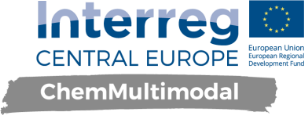 Interreg
CENTRAL EUROPE
European Union
European Regional
Development Fund
ChemMultimodal